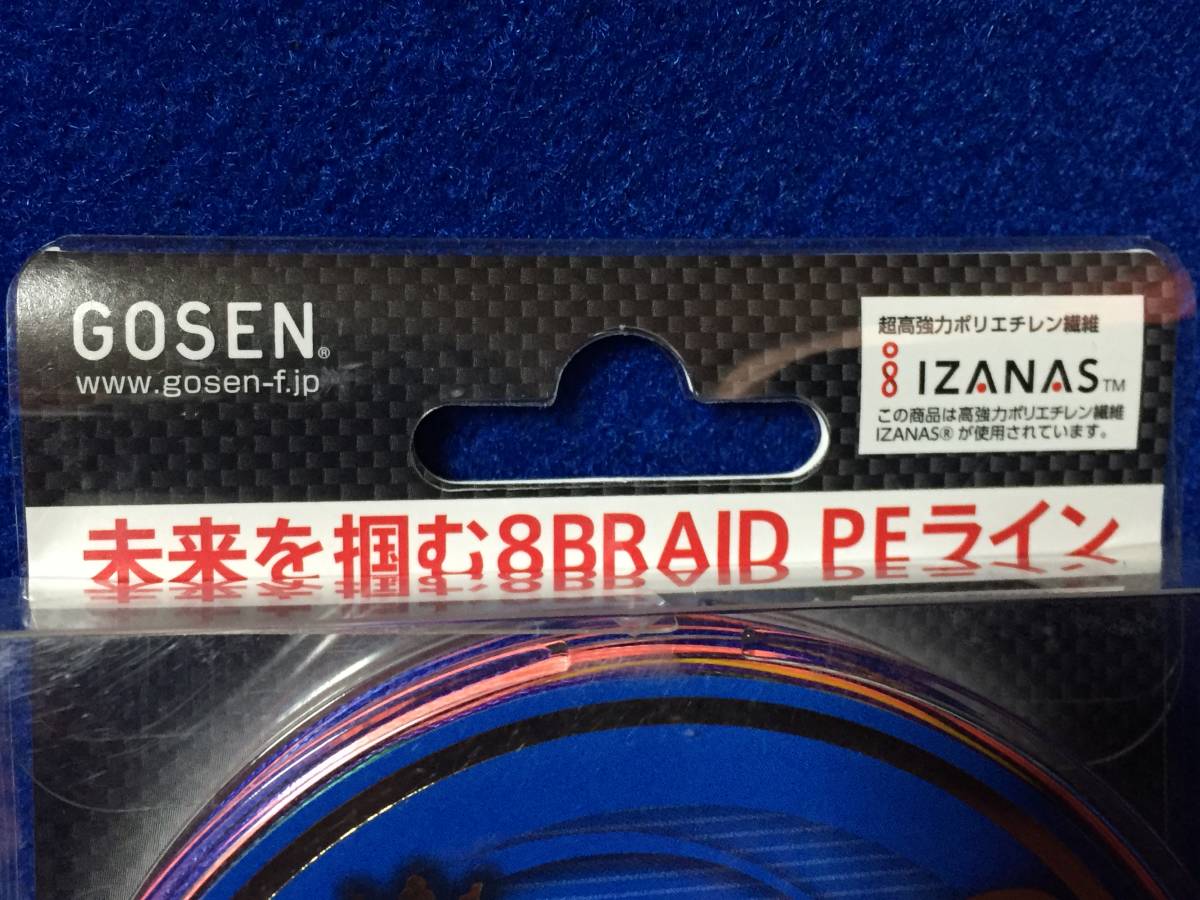 GOSEN®
www.gosen-f.jp
超高強力ポリエチレン繊維
IZANAS™
この商品は高強力ポリエチレン繊維
IZANAS® が使用されています。
未来を掴む8BRAID PEライン